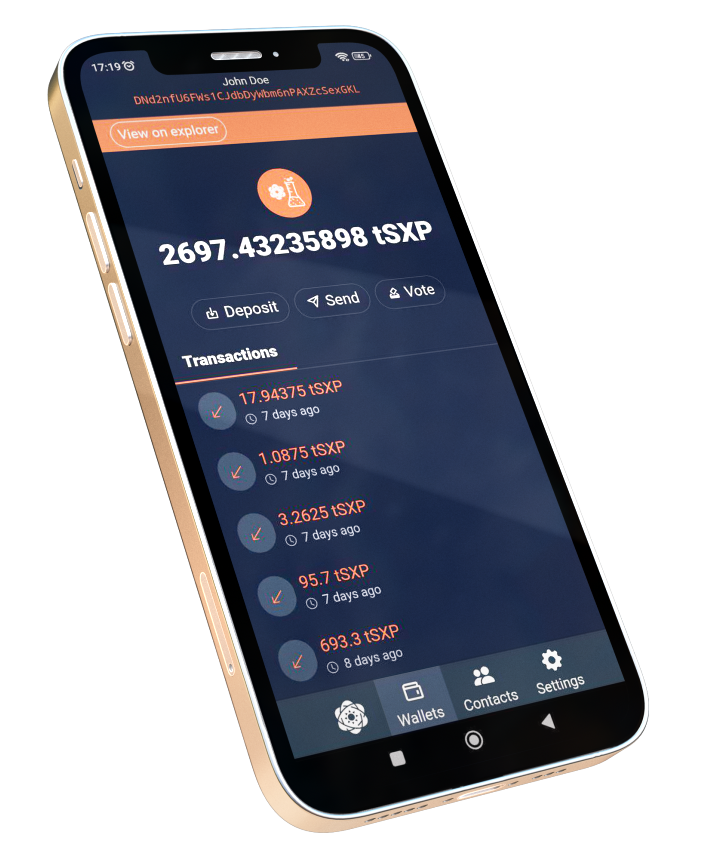 17:19
John Doe
DNd2nfU6FWs1CJdbDyWbm6nPAXZcSexGKL
View on explorer
2697.43235898 tSXP
Deposit
Send
Vote
Transactions
17.94375 tSXP
7 days ago
1.0875 tSXP
7 days ago
3.2625 tSXP
7 days ago
95.7 tSXP
7 days ago
693.3 tSXP
8 days ago
Wallets
Contacts
Settings